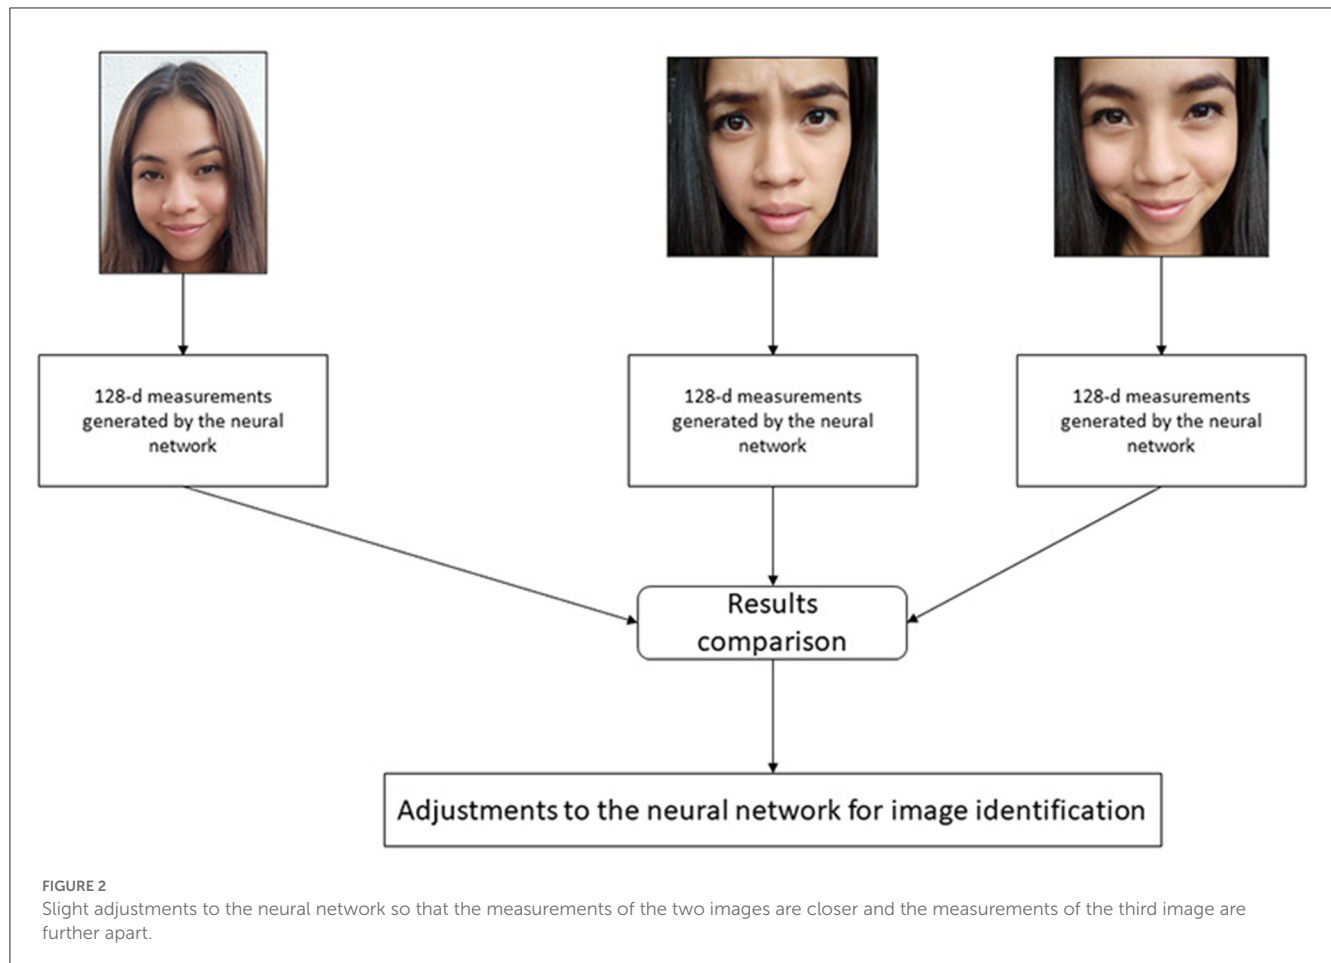 128-d measurements
generated by the neural
network
128-d measurements
generated by the neural
network
128-d measurements
generated by the neural
network
Results
comparison
Adjustments to the neural network for image identification
FIGURE 2
Slight adjustments to the neural network so that the measurements of the two images are closer and the measurements of the third image are
further apart.